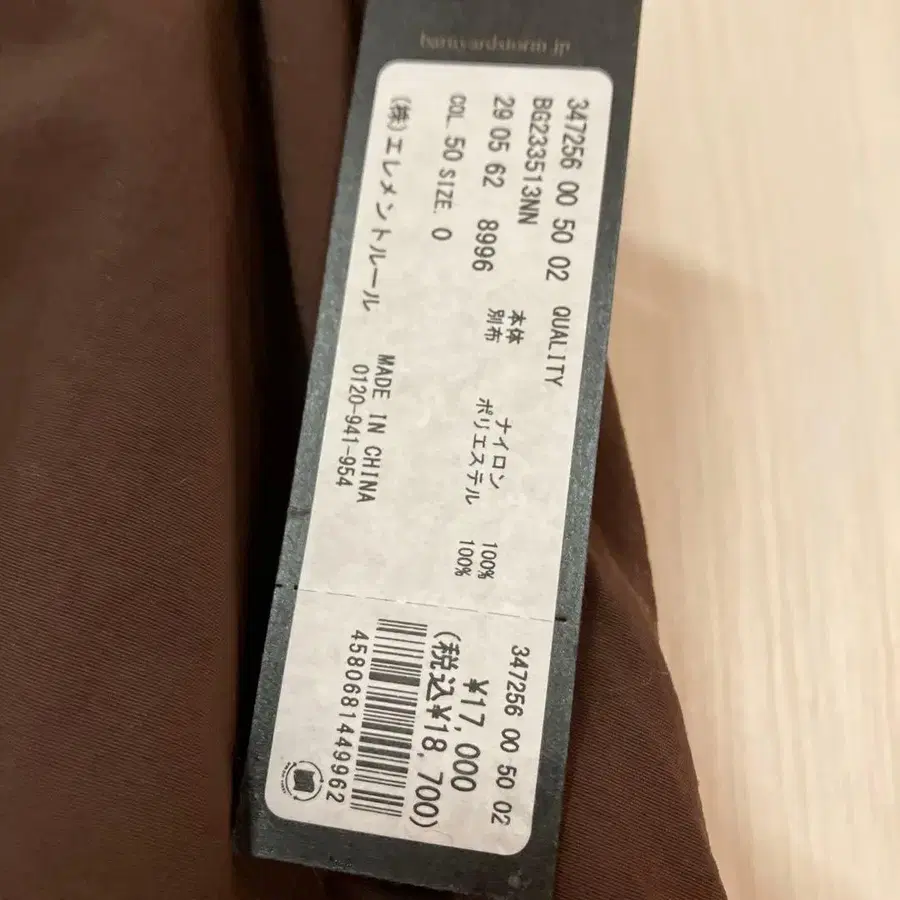 barnyardstorm.jp
347256 00 50 02 QUALITY
BG233513NN
29 05 62 8996
COL. 50 SIZE. 0
本体 ナイロン 100%
別布 ポリエステル 100%
(株)エレメントルール
MADE IN CHINA
0120-941-954
347256 00 50 02
¥17,000
(税込¥18,700)
4580681449962